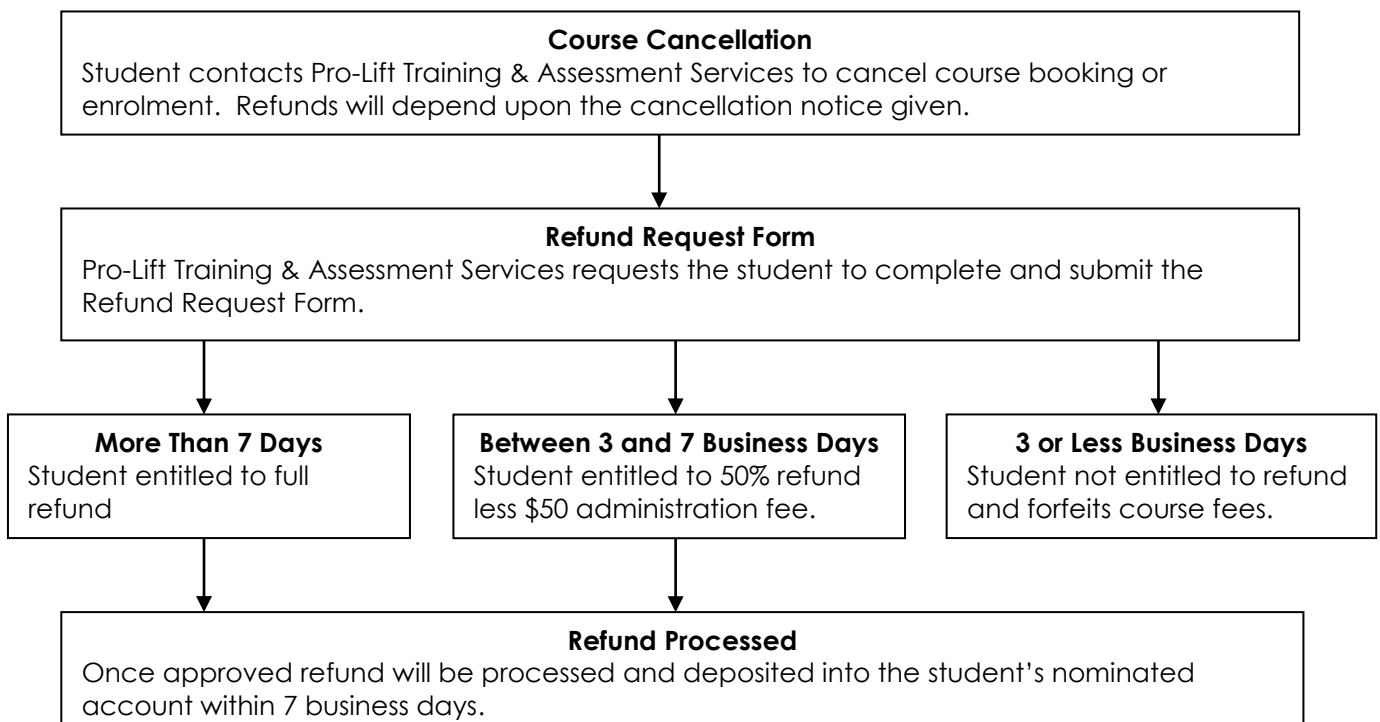 Course Cancellation
Student contacts Pro-Lift Training & Assessment Services to cancel course booking or
enrolment.  Refunds will depend upon the cancellation notice given.
Refund Request Form
Pro-Lift Training & Assessment Services requests the student to complete and submit the
Refund Request Form.
More Than 7 Days
Student entitled to full
refund
Between 3 and 7 Business Days
Student entitled to 50% refund
less $50 administration fee.
3 or Less Business Days
Student not entitled to refund
and forfeits course fees.
Refund Processed
Once approved refund will be processed and deposited into the student’s nominated
account within 7 business days.